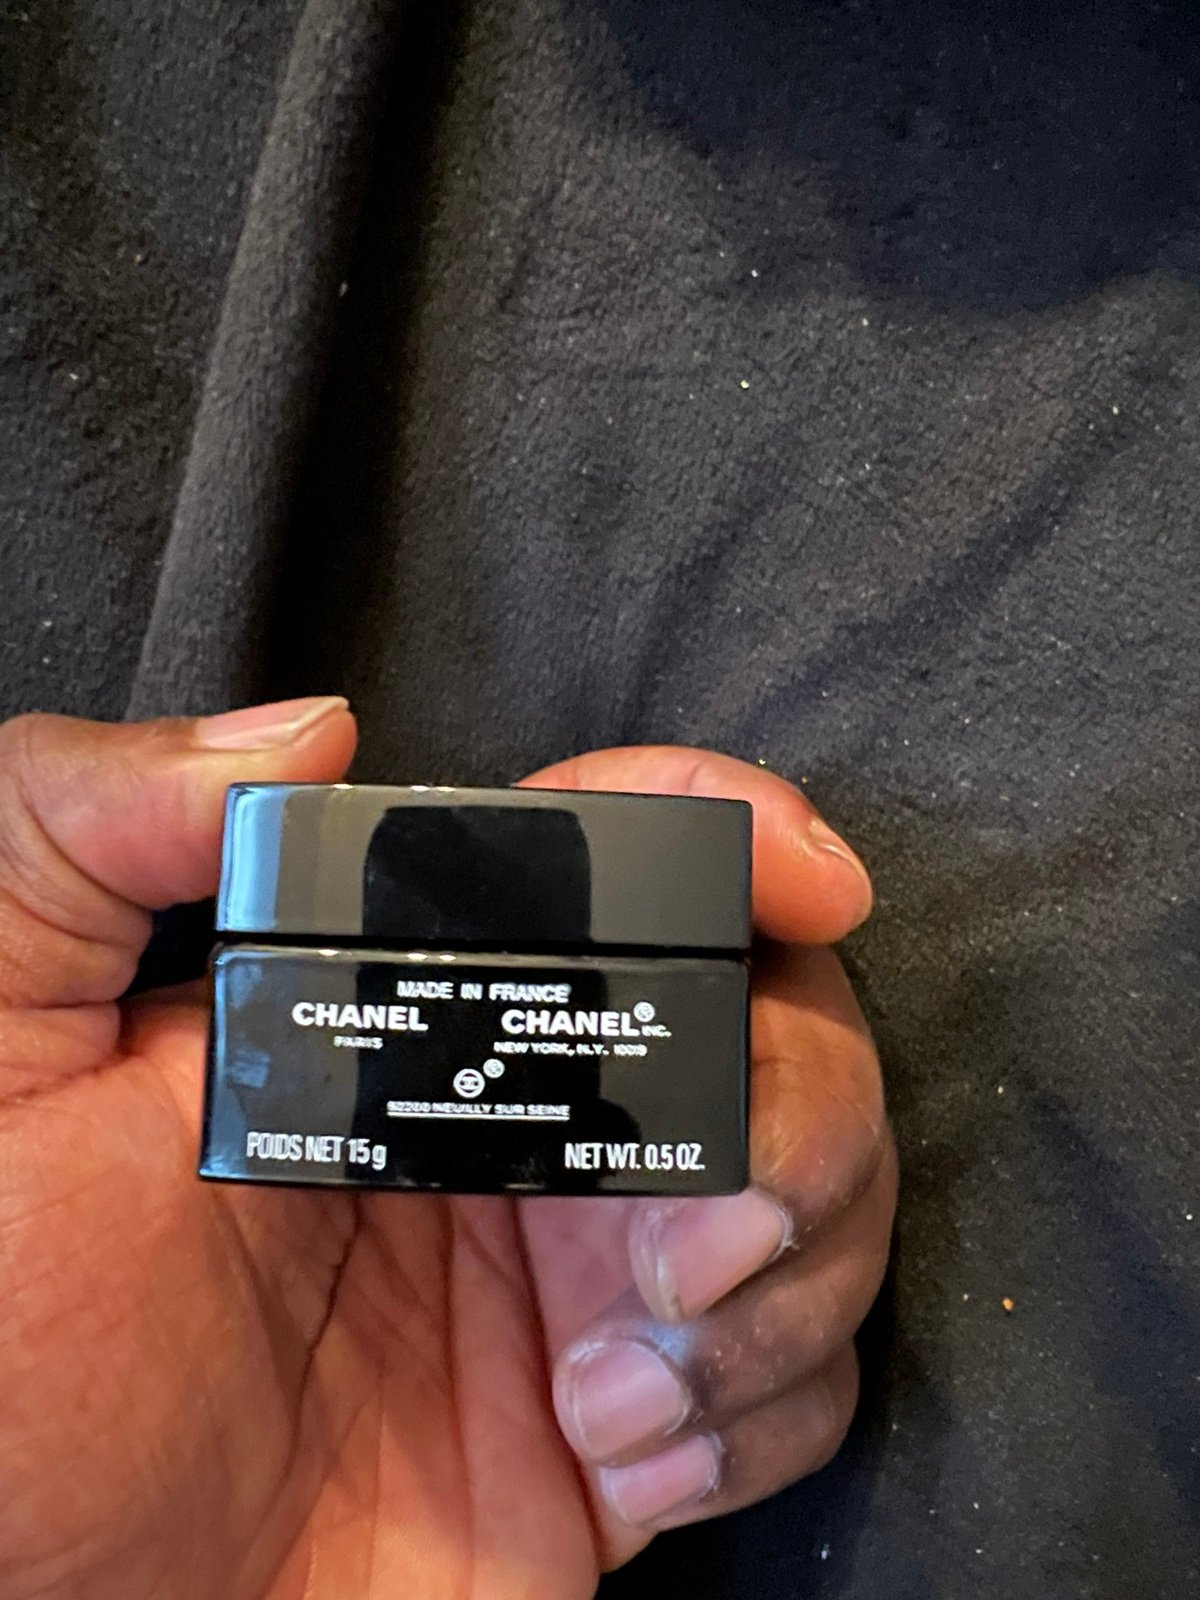 MADE IN FRANCE
CHANEL CHANEL® INC.
PARIS NEW YORK, N.Y. 10019
®
92200 NEUILLY SUR SEINE
POIDS NET 15 g NET WT. 0.5 OZ.